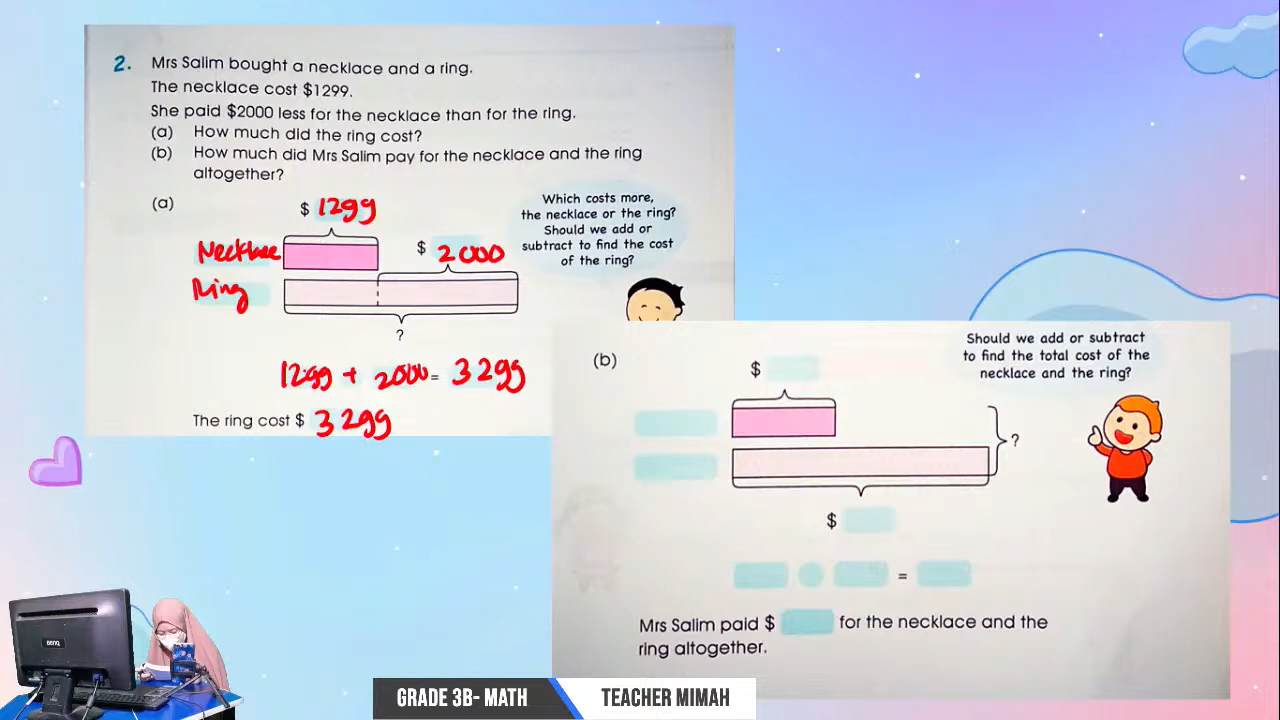 2. Mrs Salim bought a necklace and a ring.
The necklace cost $1299.
She paid $2000 less for the necklace than for the ring.
(a) How much did the ring cost?
(b) How much did Mrs Salim pay for the necklace and the ring
altogether?
(a)
$ 1299
Which costs more,
the necklace or the ring?
Should we add or
subtract to find the cost
of the ring?
Necklace
$ 2000
Ring
?
1299 + 2000 = 3299
The ring cost $ 3299
(b)
$
Should we add or subtract
to find the total cost of the
necklace and the ring?
?
$
=
Mrs Salim paid $ for the necklace and the
ring altogether.
BENQ
GRADE 3B- MATH
TEACHER MIMAH